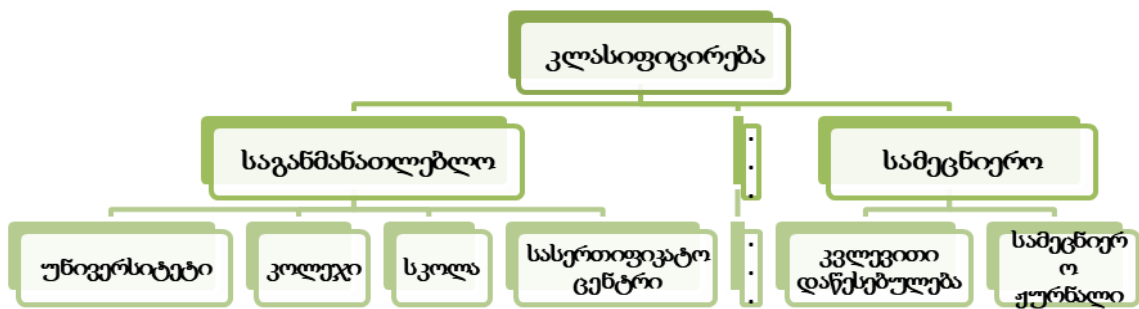 კლასიფიცირება
საგანმანათლებლო
.
.
.
სამეცნიერო
უნივერსიტეტი
კოლეჯი
სკოლა
სასერთიფიკატო
ცენტრი
.
.
.
კვლევითი
დაწესებულება
სამეცნიერ
ო
ჟურნალი